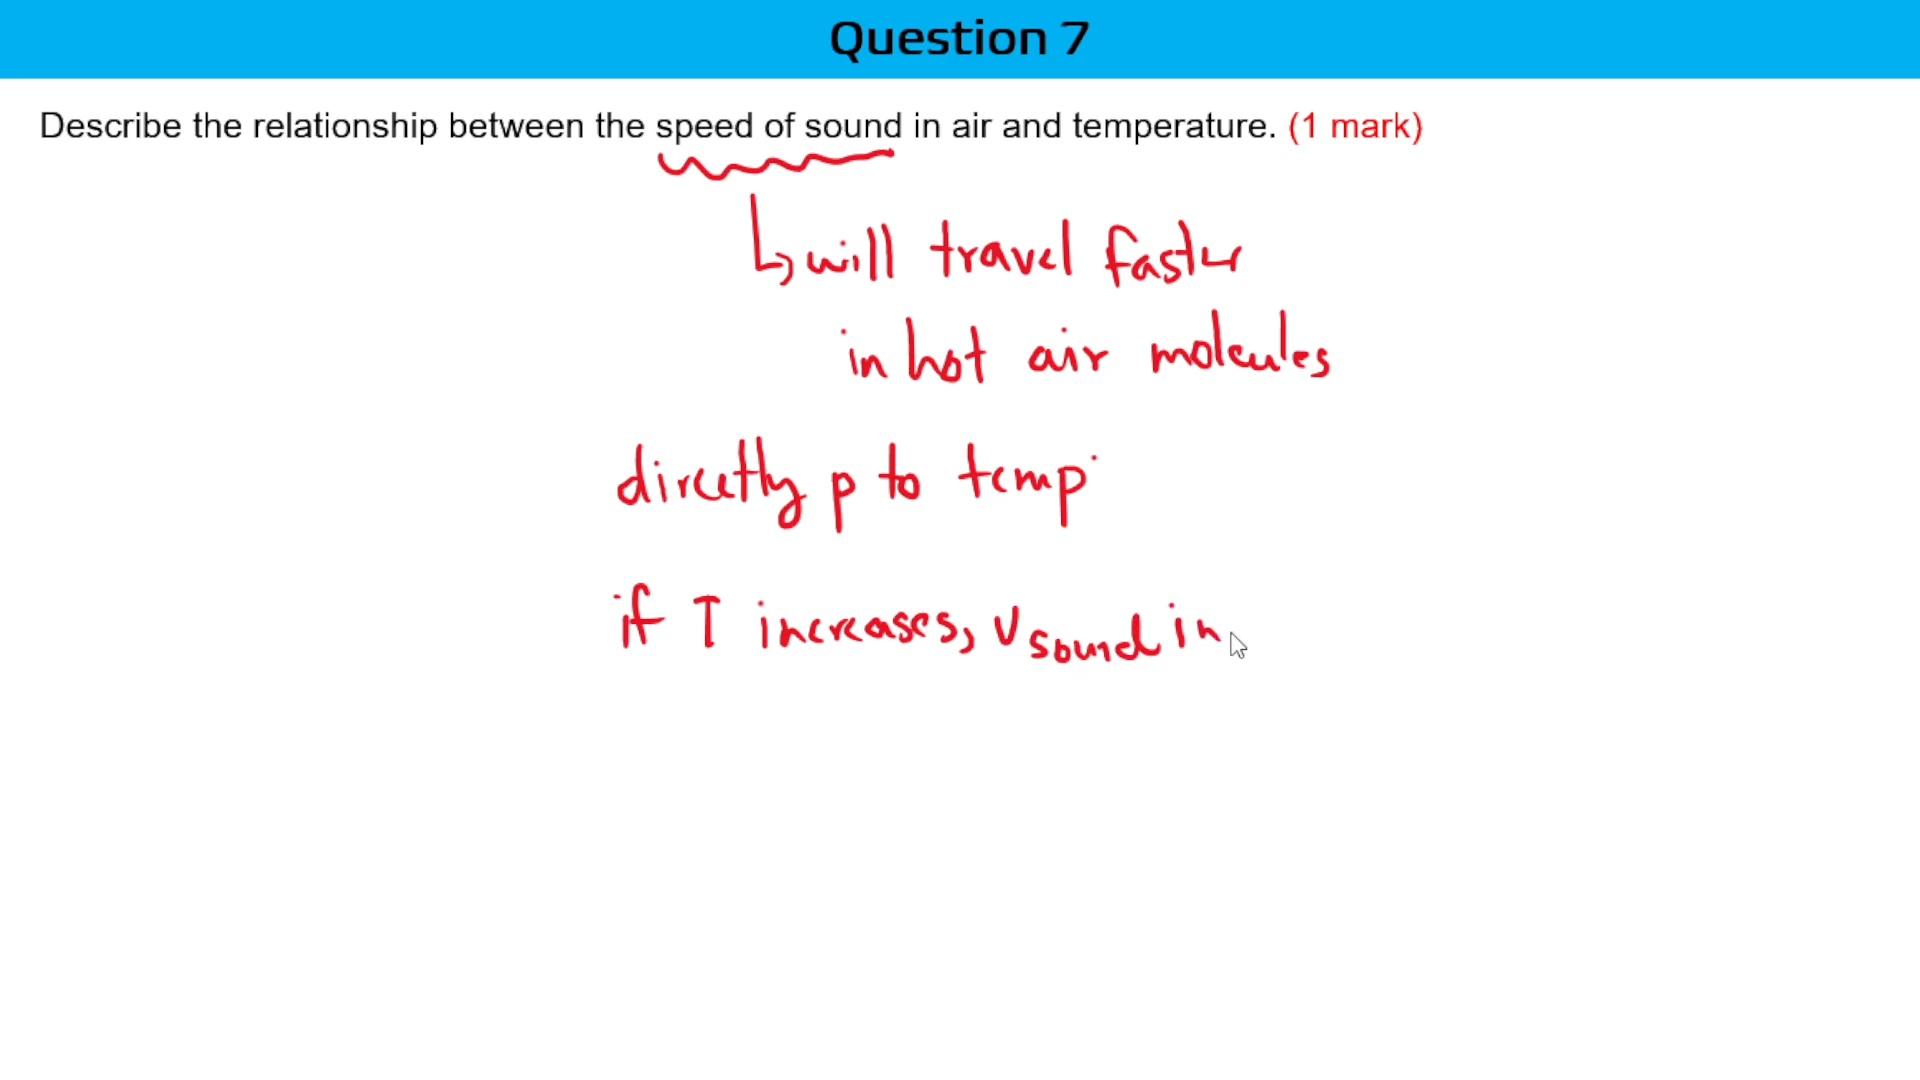 Question 7
Describe the relationship between the speed of sound in air and temperature. (1 mark)
will travel faster
in hot air molecules
directly p to temp
if T increases, v sound in